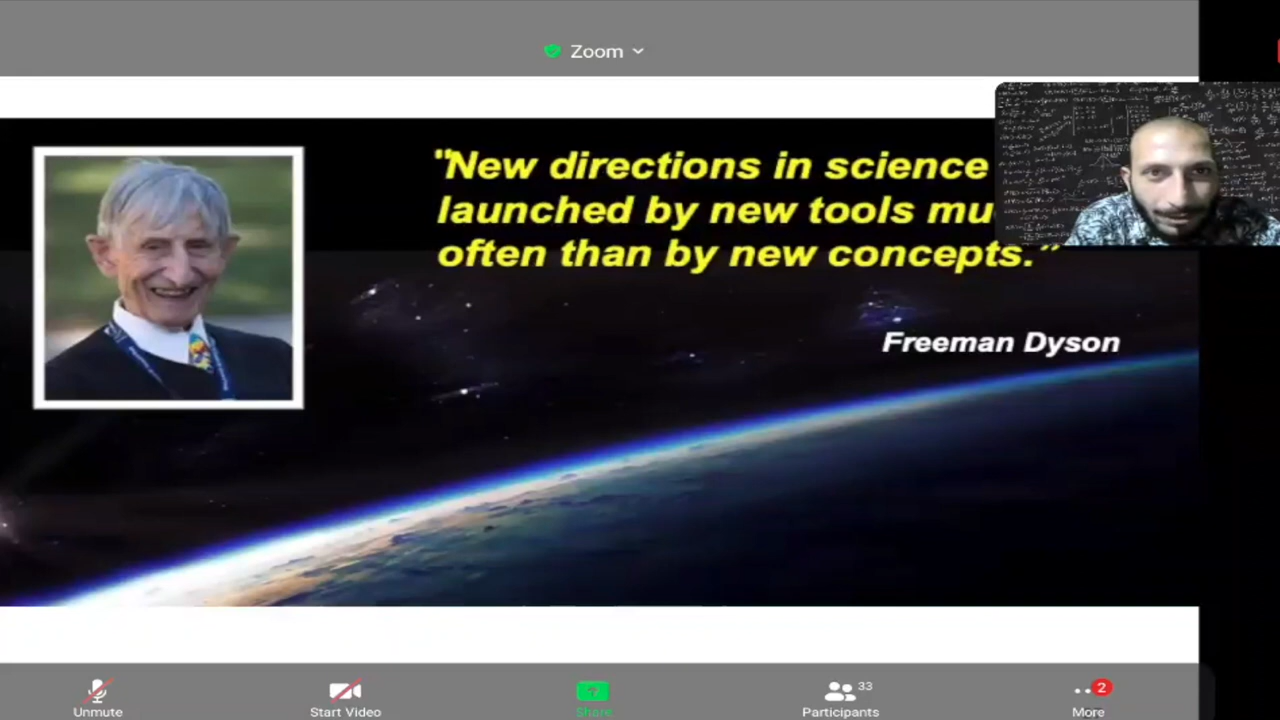 Zoom
"New directions in science
launched by new tools
often than by new concepts.”
Freeman Dyson
Unmute
Start Video
Share
Participants
33
2
More